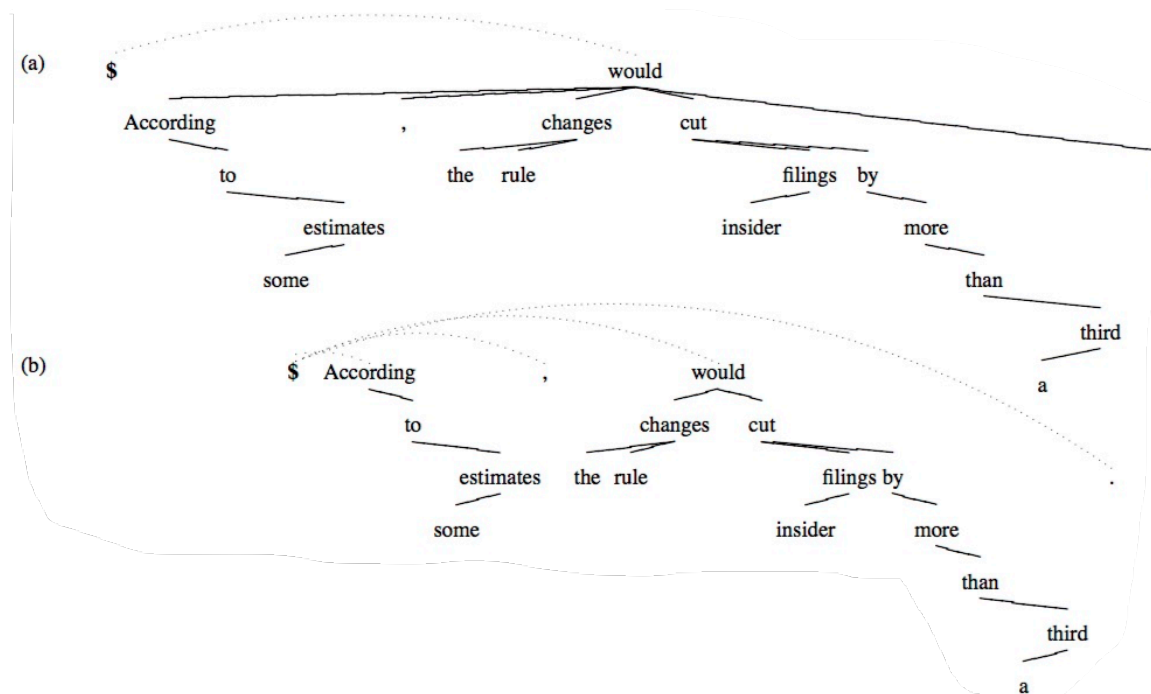 (a) $ would
According , changes cut
to the rule filings by
estimates insider more
some than
third
(b) $ According , would a
to changes cut
estimates the rule filings by .
some insider more
than
third
a